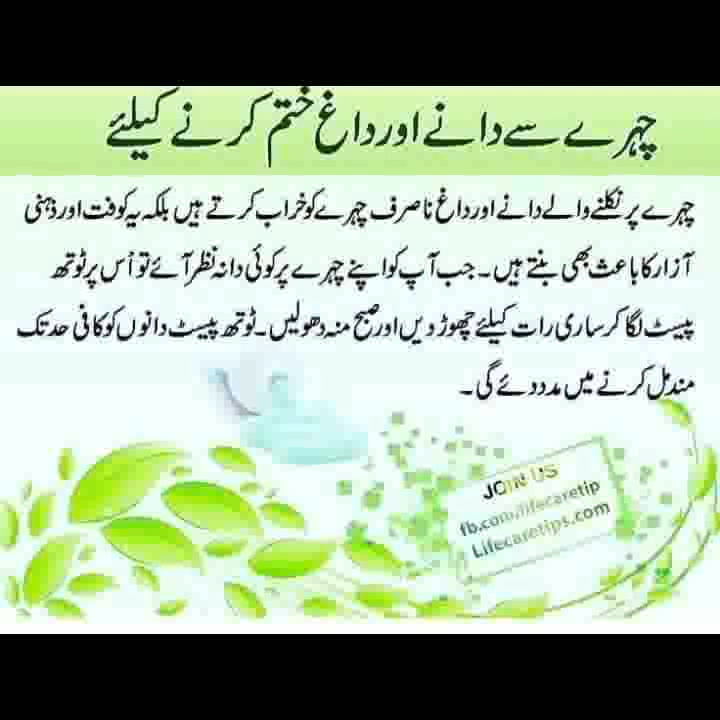 چہرے سے دانے اور داغ ختم کرنے کیلئے
چہرے پر نکلنے والے دانے اور داغ نا صرف چہرے کو خراب کرتے ہیں بلکہ یہ کوفت اور ذہنی
آزار کا باعث بھی بنتے ہیں۔ جب آپ کو اپنے چہرے پر کوئی دانہ نظر آئے تو اُس پر ٹوتھ
پیسٹ لگا کر ساری رات کیلئے چھوڑ دیں اور صبح منہ دھو لیں۔ ٹوتھ پیسٹ دانوں کو کافی حد تک
مندمل کرنے میں مدد دے گی۔
JOIN US
fb.com/lifecaretip
Lifecaretips.com